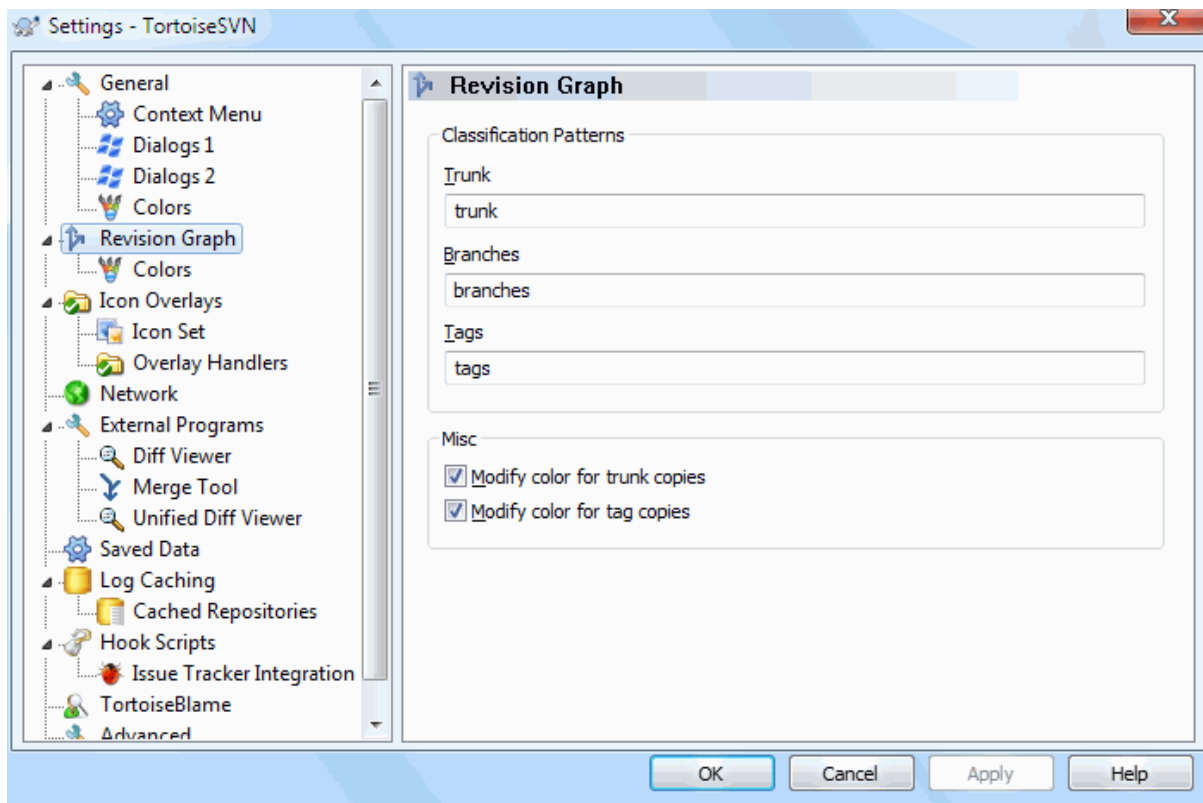 Settings - TortoiseSVN
General
Context Menu
Dialogs 1
Dialogs 2
Colors
Revision Graph
Colors
Icon Overlays
Icon Set
Overlay Handlers
Network
External Programs
Diff Viewer
Merge Tool
Unified Diff Viewer
Saved Data
Log Caching
Cached Repositories
Hook Scripts
Issue Tracker Integration
TortoiseBlame
Advanced
Revision Graph
Classification Patterns
Trunk
trunk
Branches
branches
Tags
tags
Misc
Modify color for trunk copies
Modify color for tag copies
OK
Cancel
Apply
Help